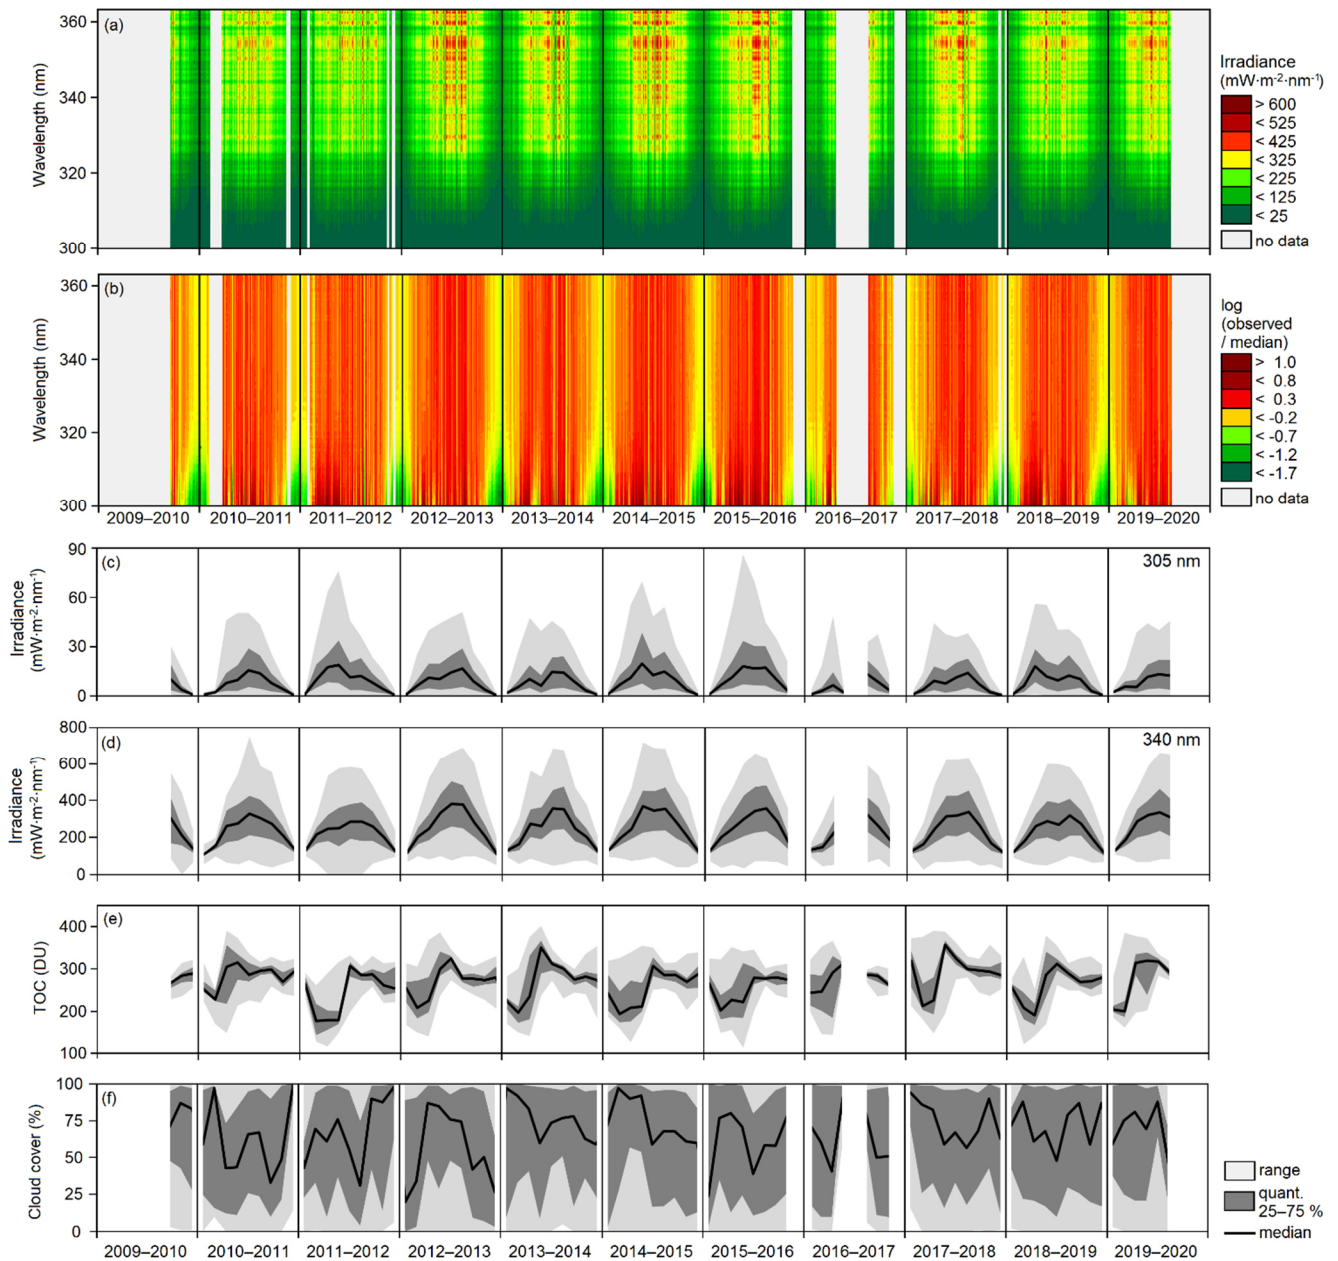 (a)
360
340
320
300
Wavelength (nm)
Irradiance
(mW·m-2·nm-1)
> 600
< 525
< 425
< 325
< 225
< 125
< 25
no data
(b)
360
340
320
300
Wavelength (nm)
log
(observed
/ median)
> 1.0
< 0.8
< 0.3
< -0.2
< -0.7
< -1.2
< -1.7
no data
2009–2010 2010–2011 2011–2012 2012–2013 2013–2014 2014–2015 2015–2016 2016–2017 2017–2018 2018–2019 2019–2020
(c)
305 nm
90
60
30
0
Irradiance
(mW·m-2·nm-1)
(d)
340 nm
800
600
400
200
0
Irradiance
(mW·m-2·nm-1)
(e)
400
300
200
100
TOC (DU)
(f)
100
75
50
25
0
Cloud cover (%)
range
quant.
25–75 %
median
2009–2010 2010–2011 2011–2012 2012–2013 2013–2014 2014–2015 2015–2016 2016–2017 2017–2018 2018–2019 2019–2020